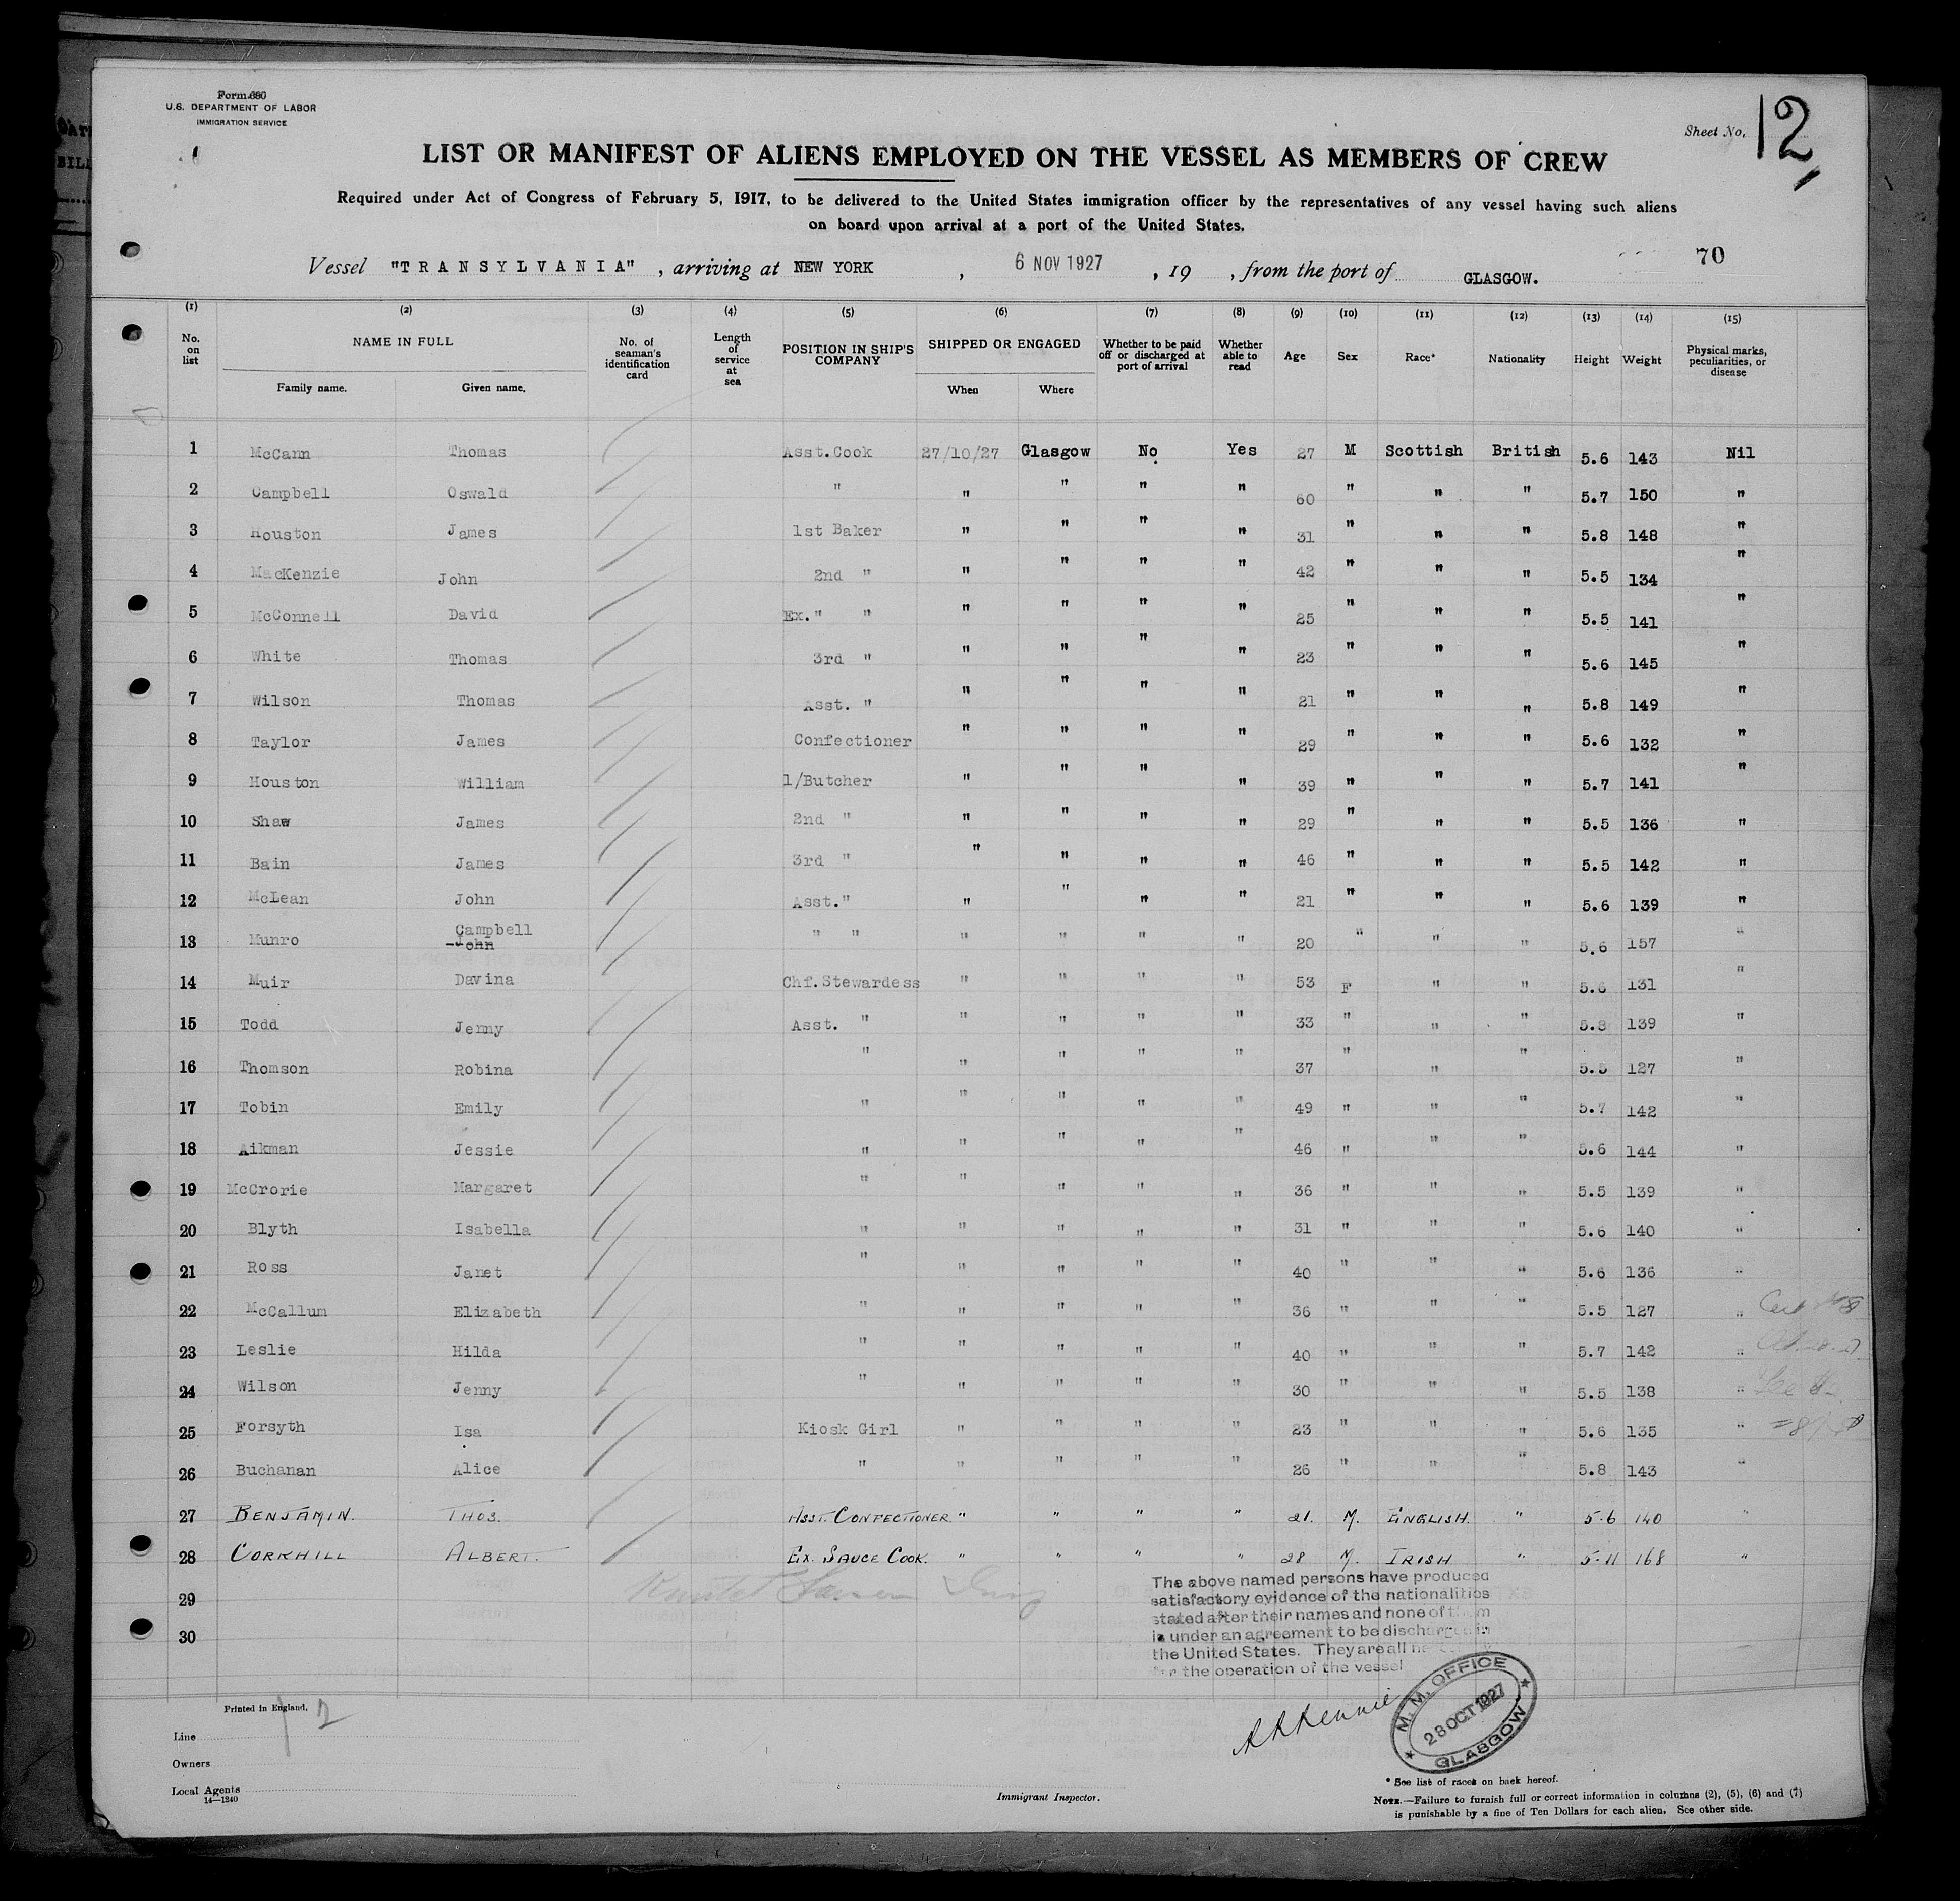 Form 680
U.S. DEPARTMENT OF LABOR
IMMIGRATION SERVICE
Sheet No. 12
LIST OR MANIFEST OF ALIENS EMPLOYED ON THE VESSEL AS MEMBERS OF CREW
Required under Act of Congress of February 5, 1917, to be delivered to the United States immigration officer by the representatives of any vessel having such aliens
on board upon arrival at a port of the United States.
70
Vessel "TRANSYLVANIA", arriving at NEW YORK, 6 NOV 1927, 19 , from the port of GLASGOW.
(1) (2) (3) (4) (5) (6) (7) (8) (9) (10) (11) (12) (13) (14) (15)
No. on list NAME IN FULL Family name. Given name. No. of seaman's identification card Length of service at sea POSITION IN SHIP'S COMPANY SHIPPED OR ENGAGED When Where Whether to be paid off or discharged at port of arrival Whether able to read Age Sex Race* Nationality Height Weight Physical marks, peculiarities, or disease
1 McCann Thomas Asst.Cook 27/10/27 Glasgow No Yes 27 M Scottish British 5.6 143 Nil
2 Campbell Oswald " " " " " 60 " " " 5.7 150 "
3 Houston James 1st Baker " " " " 31 " " " 5.8 148 "
4 MacKenzie John 2nd " " " " " 42 " " " 5.5 134 "
5 McConnell David Ex." " " " " " 25 " " " 5.5 141 "
6 White Thomas 3rd " " " " " 23 " " " 5.6 145 "
7 Wilson Thomas Asst. " " " " " 21 " " " 5.8 149 "
8 Taylor James Confectioner " " " " 29 " " " 5.6 132 "
9 Houston William 1/Butcher " " " " 39 " " " 5.7 141 "
10 Shaw James 2nd " " " " " 29 " " " 5.5 136 "
11 Bain James 3rd " " " " " 46 " " " 5.5 142 "
12 McLean John Asst." " " " " 21 " " " 5.6 139 "
13 Munro Campbell John " " " " " " 20 " " " 5.6 157 "
14 Muir Davina Chf.Stewardess " " " " 53 F " " 5.6 131 "
15 Todd Jenny Asst. " " " " " 33 " " " 5.8 139 "
16 Thomson Robina " " " " " 37 " " " 5.5 127 "
17 Tobin Emily " " " " " 49 " " " 5.7 142 "
18 Aikman Jessie " " " " " 46 " " " 5.6 144 "
19 McCrorie Margaret " " " " " 36 " " " 5.5 139 "
20 Blyth Isabella " " " " " 31 " " " 5.6 140 "
21 Ross Janet " " " " " 40 " " " 5.6 136 "
22 McCallum Elizabeth " " " " " 36 " " " 5.5 127 "
23 Leslie Hilda " " " " " 40 " " " 5.7 142 "
24 Wilson Jenny " " " " " 30 " " " 5.5 138 "
25 Forsyth Isa Kiosk Girl " " " " 23 " " " 5.6 135 "
26 Buchanan Alice " " " " " 26 " " " 5.8 143 "
27 BENJAMIN. THOS. ASST. CONFECTIONER " " " " 21. M. ENGLISH. " 5.6 140 "
28 CORKHILL ALBERT. EX. SAUCE COOK. " " " " 28 M. IRISH " 5-11 168 "
29
30
The above named persons have produced
satisfactory evidence of the nationalities
stated after their names and none of them
is under an agreement to be discharged in
the United States. They are all
for the operation of the vessel
M. M. OFFICE
28 OCT 1927
GLASGOW
Printed in England.
12
Line
Owners
Local Agents
14—1240
Immigrant Inspector.
* See list of races on back hereof.
NOTE.—Failure to furnish full or correct information in columns (2), (5), (6) and (7)
is punishable by a fine of Ten Dollars for each alien. See other side.